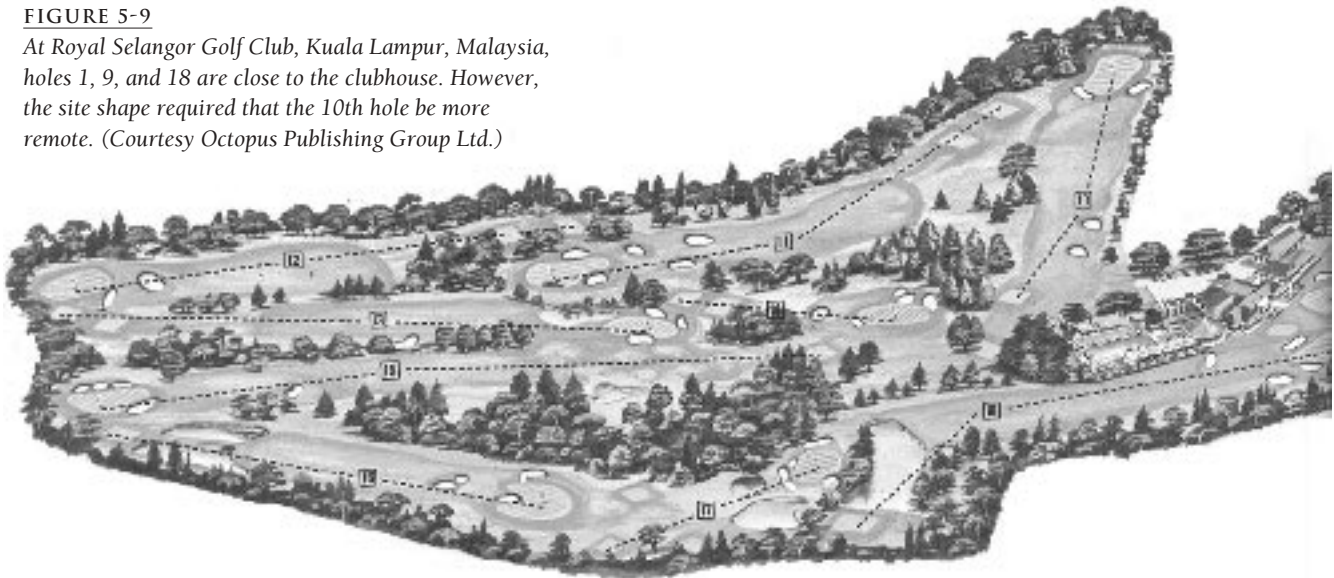 FIGURE 5-9
At Royal Selangor Golf Club, Kuala Lampur, Malaysia,
holes 1, 9, and 18 are close to the clubhouse. However,
the site shape required that the 10th hole be more
remote. (Courtesy Octopus Publishing Group Ltd.)
12